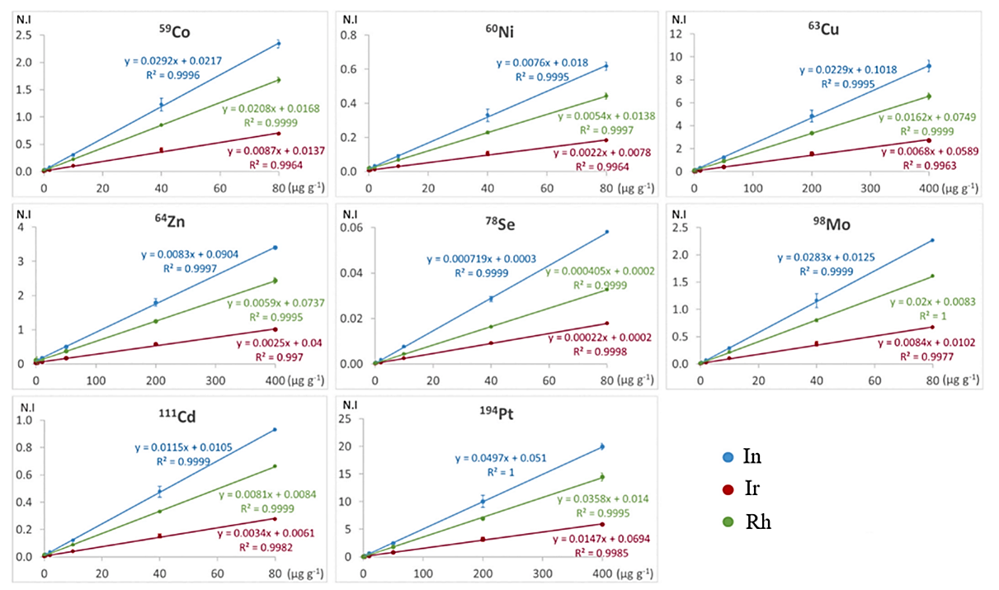 N.I
⁵⁹Co
2.5
2.0
1.5
1.0
0.5
0.0
y = 0.0292x + 0.0217
R² = 0.9996
y = 0.0208x + 0.0168
R² = 0.9999
y = 0.0087x + 0.0137
R² = 0.9964
0 20 40 60 80 (µg g⁻¹)
N.I
⁶⁰Ni
0.8
0.6
0.4
0.2
0.0
y = 0.0076x + 0.018
R² = 0.9995
y = 0.0054x + 0.0138
R² = 0.9997
y = 0.0022x + 0.0078
R² = 0.9964
0 20 40 60 80 (µg g⁻¹)
N.I
⁶³Cu
12
10
8
6
4
2
0
y = 0.0229x + 0.1018
R² = 0.9995
y = 0.0162x + 0.0749
R² = 0.9999
y = 0.0068x + 0.0589
R² = 0.9963
0 100 200 300 400 (µg g⁻¹)
N.I
⁶⁴Zn
4
3
2
1
0
y = 0.0083x + 0.0904
R² = 0.9997
y = 0.0059x + 0.0737
R² = 0.9995
y = 0.0025x + 0.04
R² = 0.997
0 100 200 300 400 (µg g⁻¹)
N.I
⁷⁸Se
0.06
0.04
0.02
0.00
y = 0.000719x + 0.0003
R² = 0.9999
y = 0.000405x + 0.0002
R² = 0.9999
y = 0.00022x + 0.0002
R² = 0.9998
0 20 40 60 80 (µg g⁻¹)
N.I
⁹⁸Mo
2.5
2.0
1.5
1.0
0.5
0.0
y = 0.0283x + 0.0125
R² = 0.9999
y = 0.02x + 0.0083
R² = 1
y = 0.0084x + 0.0102
R² = 0.9977
0 20 40 60 80 (µg g⁻¹)
N.I
¹¹¹Cd
1.0
0.8
0.6
0.4
0.2
0.0
y = 0.0115x + 0.0105
R² = 0.9999
y = 0.0081x + 0.0084
R² = 0.9999
y = 0.0034x + 0.0061
R² = 0.9982
0 20 40 60 80 (µg g⁻¹)
N.I
¹⁹⁴Pt
25
20
15
10
5
0
y = 0.0497x + 0.051
R² = 1
y = 0.0358x + 0.014
R² = 0.9995
y = 0.0147x + 0.0694
R² = 0.9985
0 100 200 300 400 (µg g⁻¹)
In
Ir
Rh